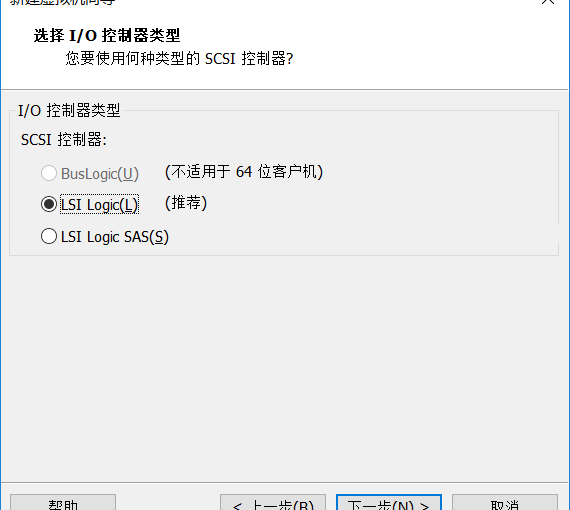 新建虚拟机向导
选择 I/O 控制器类型
您要使用何种类型的 SCSI 控制器?
I/O 控制器类型
SCSI 控制器:
BusLogic(U) (不适用于 64 位客户机)
LSI Logic(L) (推荐)
LSI Logic SAS(S)
帮助 < 上一步(B) 下一步(N) > 取消